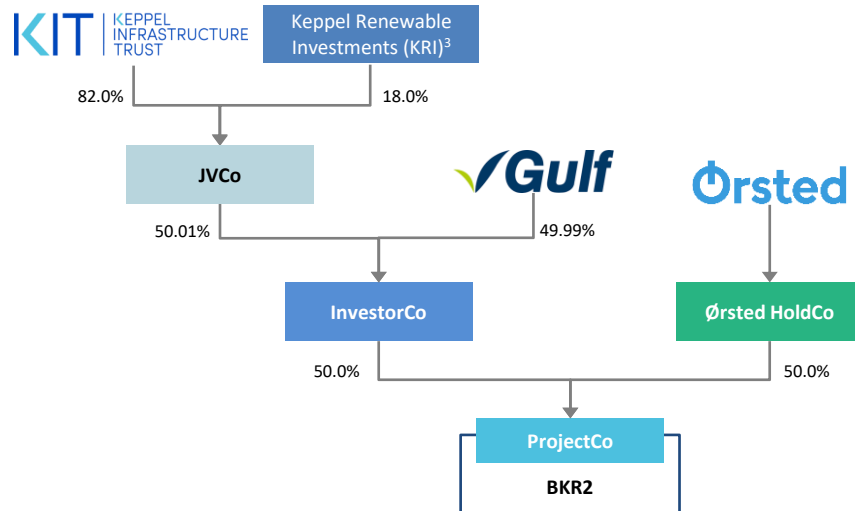 KIT KEPPEL
INFRASTRUCTURE
TRUST
Keppel Renewable
Investments (KRI)³
82.0%
18.0%
JVCo
Gulf
Ørsted
50.01%
49.99%
InvestorCo
Ørsted HoldCo
50.0%
50.0%
ProjectCo
BKR2